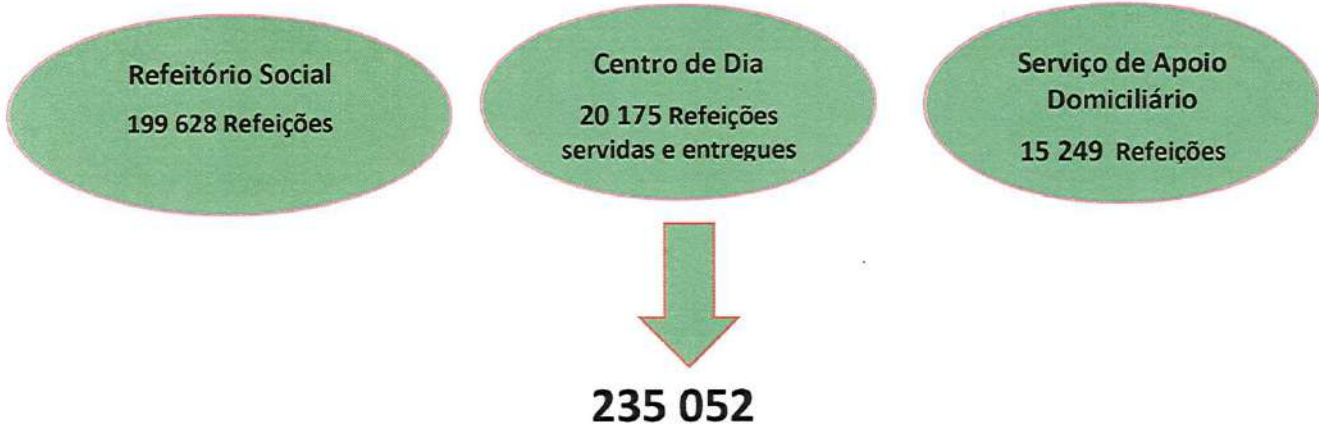 Refeitório Social
199 628 Refeições
Centro de Dia
20 175 Refeições
servidas e entregues
Serviço de Apoio
Domiciliário
15 249 Refeições
235 052